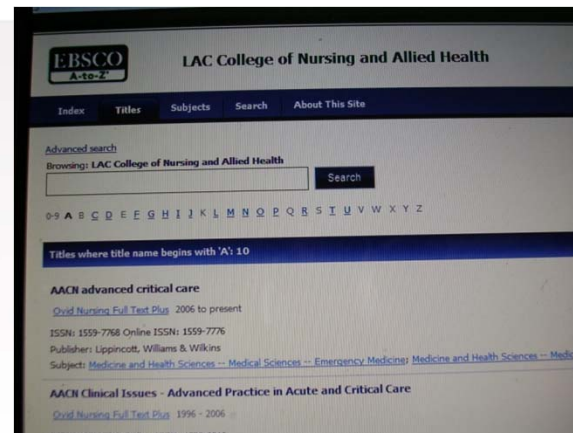 EBSCO
A-to-Z
LAC College of Nursing and Allied Health
Index Titles Subjects Search About This Site
Advanced search
Browsing: LAC College of Nursing and Allied Health
Search
0-9 A B C D E F G H I J K L M N O P Q R S T U V W X Y Z
Titles where title name begins with 'A': 10
AACN advanced critical care
Ovid Nursing Full Text Plus 2006 to present
ISSN: 1559-7768 Online ISSN: 1559-7776
Publisher: Lippincott, Williams & Wilkins
Subject: Medicine and Health Sciences -- Medical Sciences -- Emergency Medicine; Medicine and Health Sciences -- Medic
AACN Clinical Issues - Advanced Practice in Acute and Critical Care
Ovid Nursing Full Text Plus 1996 - 2006